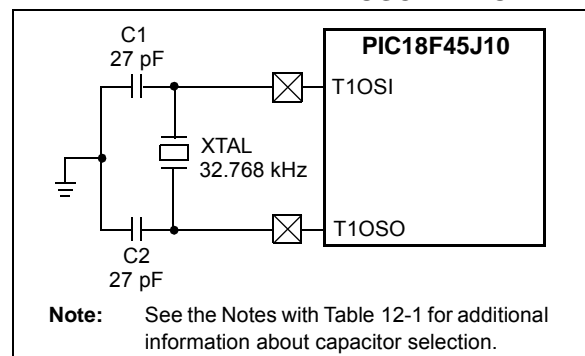 C1
27 pF
PIC18F45J10
T1OSI
XTAL
32.768 kHz
T1OSO
C2
27 pF
Note: See the Notes with Table 12-1 for additional
information about capacitor selection.